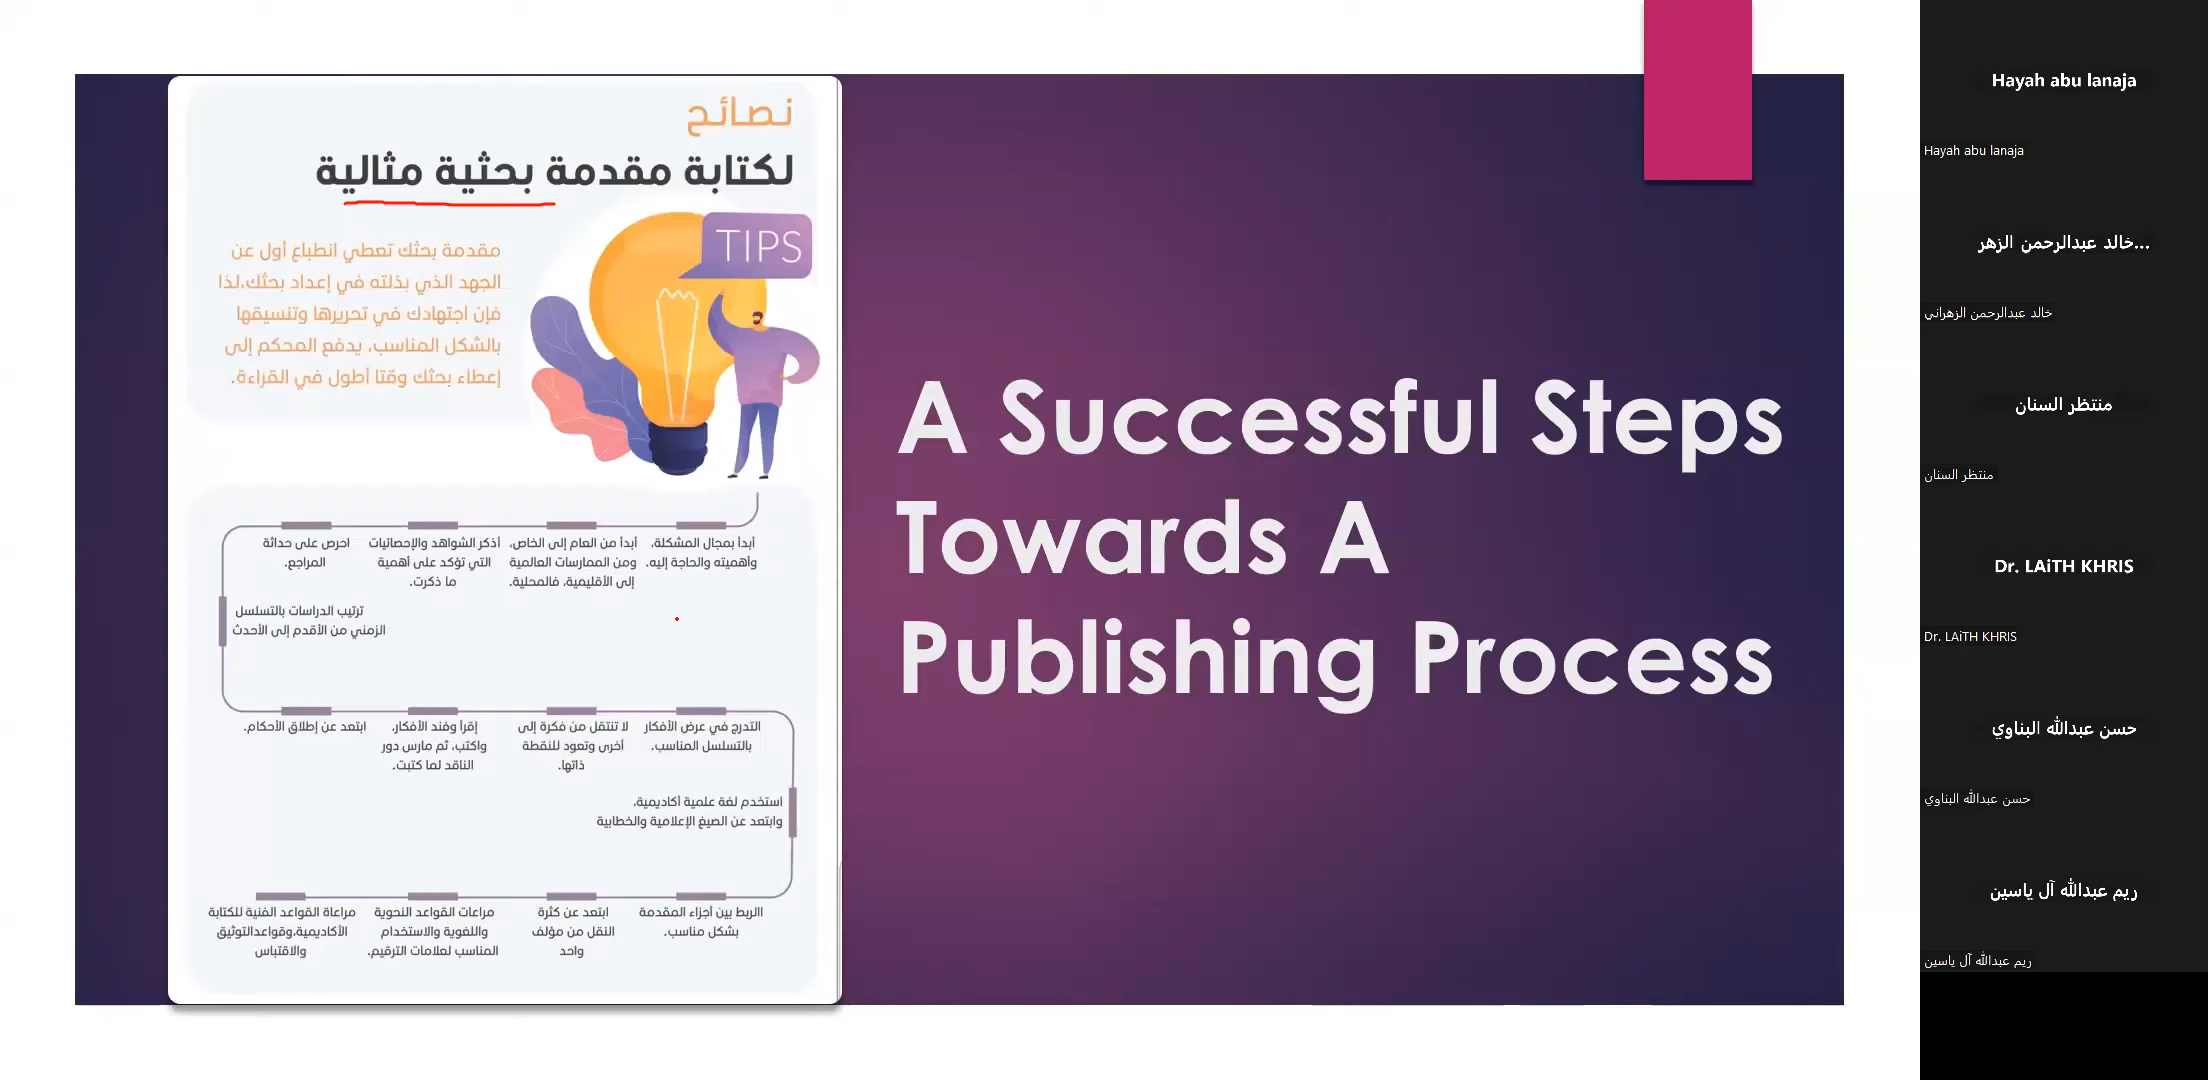 نصائح
لكتابة مقدمة بحثية مثالية
TIPS
مقدمة بحثك تعطي انطباع أول عن
الجهد الذي بذلته في إعداد بحثك،لذا
فإن اجتهادك في تحريرها وتنسيقها
بالشكل المناسب، يدفع المحكم إلى
إعطاء بحثك وقتا أطول في القراءة.
أبدأ بمجال المشكلة،
وأهميته والحاجة إليه.
أبدأ من العام إلى الخاص،
ومن الممارسات العالمية
إلى الأقليمية، فالمحلية.
أذكر الشواهد والإحصائيات
التي تؤكد على أهمية
ما ذكرت.
احرص على حداثة
المراجع.
ترتيب الدراسات بالتسلسل
الزمني من الأقدم إلى الأحدث
التدرج في عرض الأفكار
بالتسلسل المناسب.
لا تنتقل من فكرة إلى
أخرى وتعود للنقطة
ذاتها.
إقرأ وفند الأفكار،
واكتب، ثم مارس دور
الناقد لما كتبت.
ابتعد عن إطلاق الأحكام.
استخدم لغة علمية أكاديمية،
وابتعد عن الصيغ الإعلامية والخطابية
االربط بين أجزاء المقدمة
بشكل مناسب.
ابتعد عن كثرة
النقل من مؤلف
واحد
مراعات القواعد النحوية
واللغوية والاستخدام
المناسب لعلامات الترقيم.
مراعاة القواعد الفنية للكتابة
الأكاديمية،وقواعدالتوثيق
والاقتباس
A Successful Steps
Towards A
Publishing Process
Hayah abu lanaja
Hayah abu lanaja
خالد عبدالرحمن الزهر...
خالد عبدالرحمن الزهراني
منتظر السنان
منتظر السنان
Dr. LAiTH KHRIS
Dr. LAiTH KHRIS
حسن عبدالله البناوي
حسن عبدالله البناوي
ريم عبدالله آل ياسين
ريم عبدالله آل ياسين